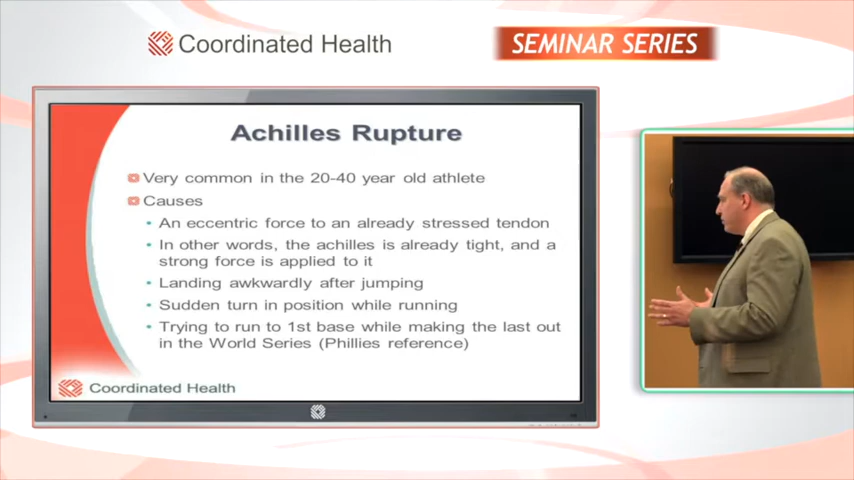 Coordinated Health
SEMINAR SERIES
Achilles Rupture
Very common in the 20-40 year old athlete
Causes
An eccentric force to an already stressed tendon
In other words, the achilles is already tight, and a
strong force is applied to it
Landing awkwardly after jumping
Sudden turn in position while running
Trying to run to 1st base while making the last out
in the World Series (Phillies reference)
Coordinated Health